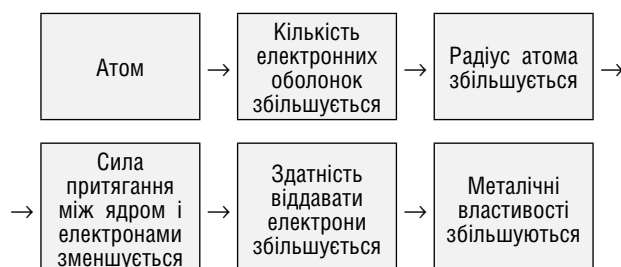 Атом
→
Кількість
електронних
оболонок
збільшується
→
Радіус атома
збільшується
→
→
Сила
притягання
між ядром і
електронами
зменшується
→
Здатність
віддавати
електрони
збільшується
→
Металічні
властивості
збільшуються